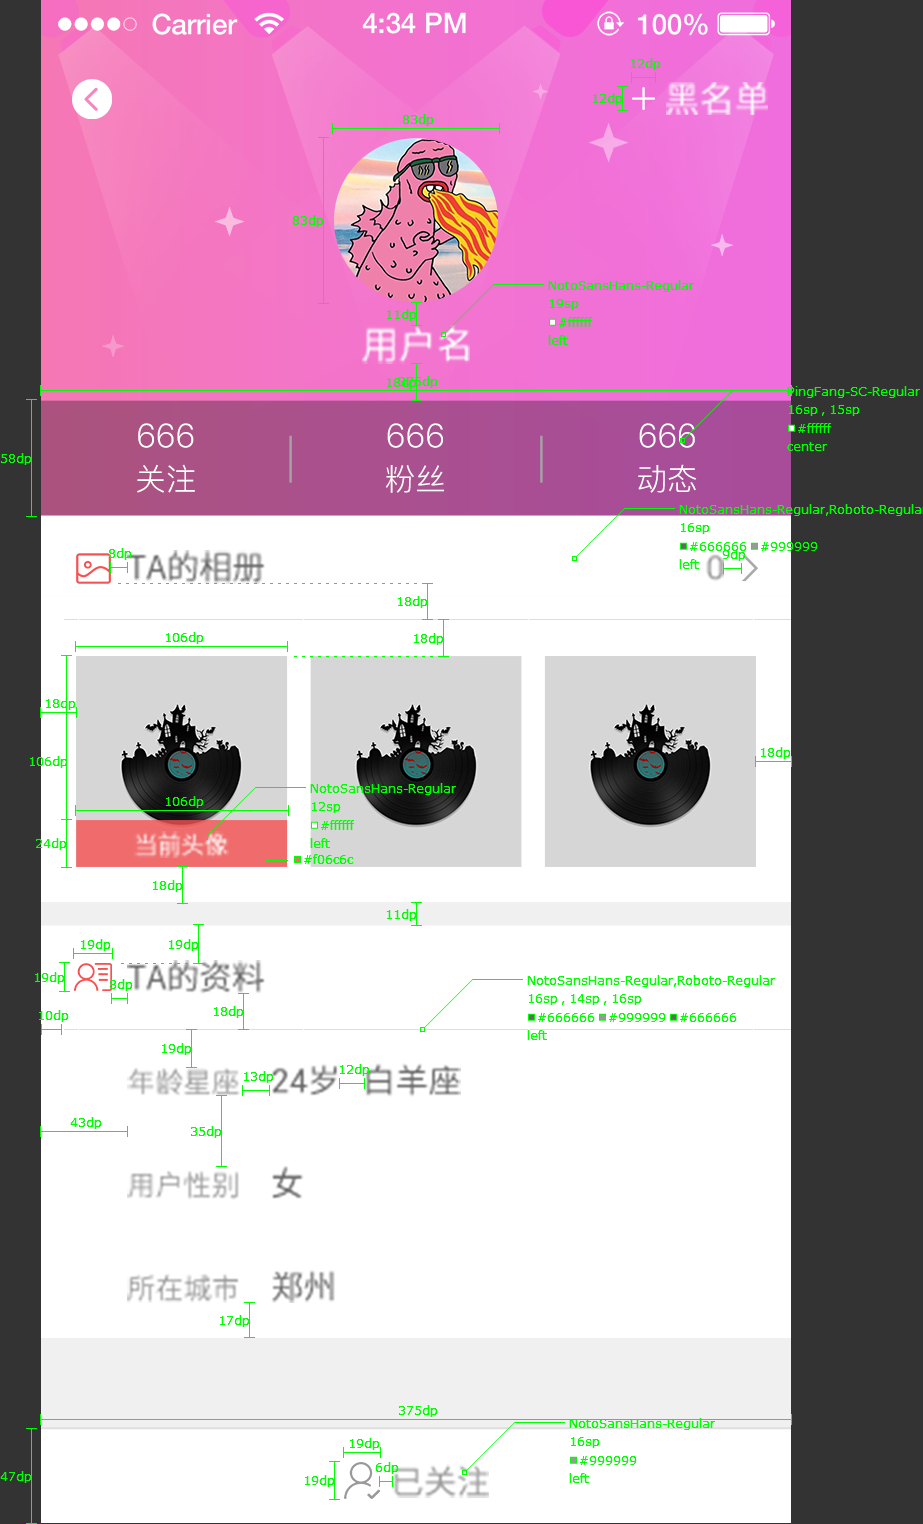 Carrier 4:34 PM 100%
12dp
12dp
黑名单
83dp
83dp
NotoSansHans-Regular
19sp
#ffffff
left
11dp
用户名
18dp
PingFang-SC-Regular
16sp , 15sp
#ffffff
center
666 666 666
关注 粉丝 动态
58dp
NotoSansHans-Regular,Roboto-Regula
16sp
#666666 #999999
left
8dp
TA的相册
9dp
0
18dp
18dp
106dp
18dp
106dp
18dp
106dp
NotoSansHans-Regular
12sp
#ffffff
left
#f06c6c
24dp
当前头像
18dp
11dp
19dp
19dp
19dp
8dp
TA的资料
NotoSansHans-Regular,Roboto-Regular
16sp , 14sp , 16sp
#666666 #999999 #666666
left
18dp
10dp
19dp
年龄星座 13dp 24岁 12dp 白羊座
43dp
35dp
用户性别 女
所在城市 郑州
17dp
375dp
NotoSansHans-Regular
16sp
#999999
left
47dp
19dp
19dp
6dp
已关注